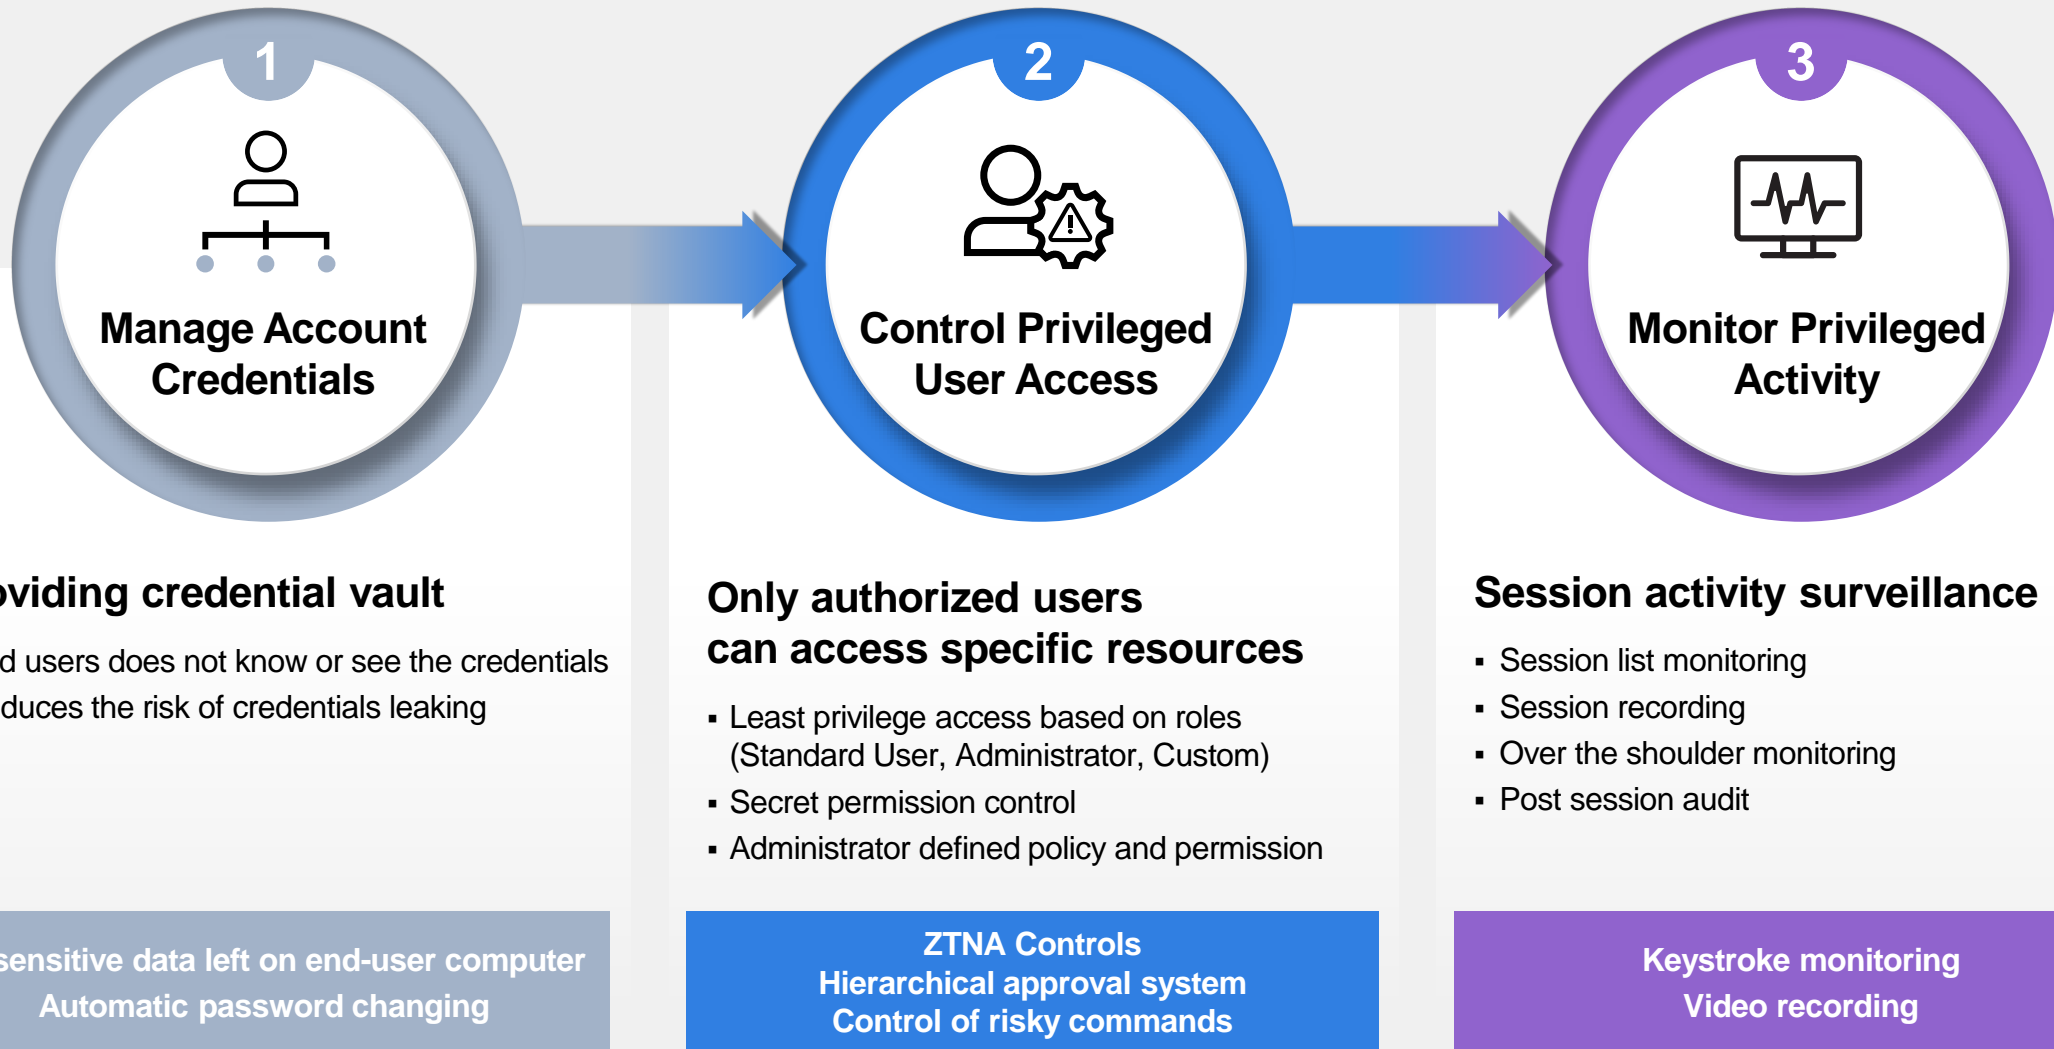 1
Manage Account
Credentials
2
Control Privileged
User Access
3
Monitor Privileged
Activity
oviding credential vault
d users does not know or see the credentials
duces the risk of credentials leaking
sensitive data left on end-user computer
Automatic password changing
Only authorized users
can access specific resources
▪ Least privilege access based on roles
(Standard User, Administrator, Custom)
▪ Secret permission control
▪ Administrator defined policy and permission
ZTNA Controls
Hierarchical approval system
Control of risky commands
Session activity surveillance
▪ Session list monitoring
▪ Session recording
▪ Over the shoulder monitoring
▪ Post session audit
Keystroke monitoring
Video recording